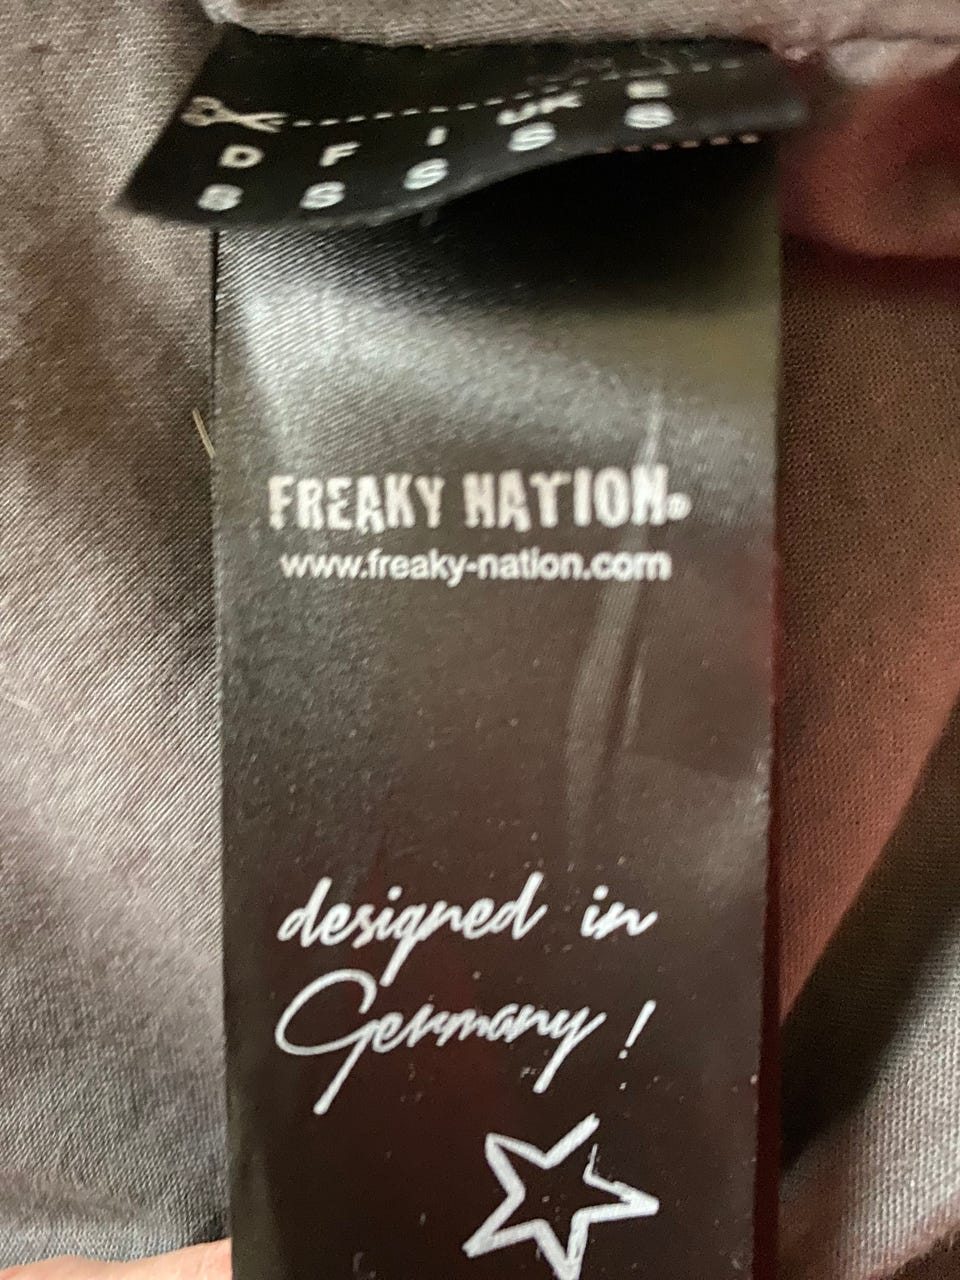 D F I UK E
S S S S S
FREAKY NATION®
www.freaky-nation.com
designed in
Germany!